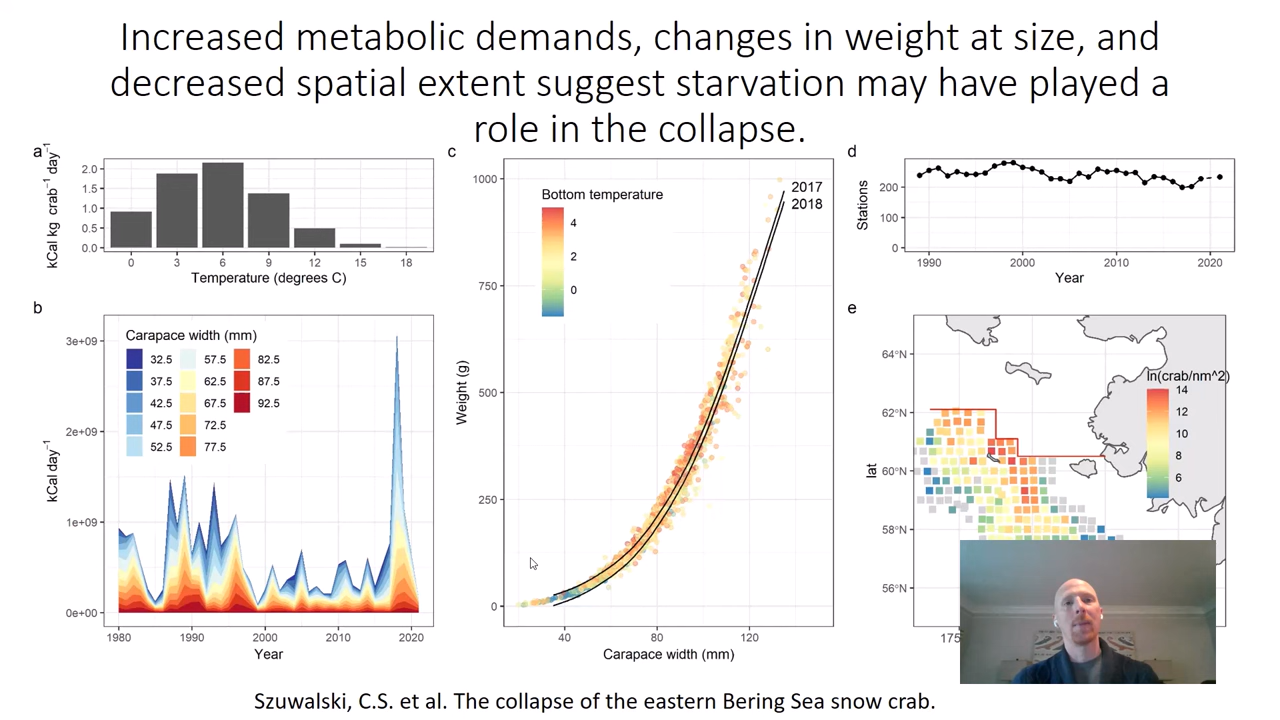 Increased metabolic demands, changes in weight at size, and
decreased spatial extent suggest starvation may have played a
role in the collapse.
a
kCal kg crab⁻¹ day⁻¹
2.0
1.5
1.0
0.5
0.0
0 3 6 9 12 15 18
Temperature (degrees C)
b
Carapace width (mm)
32.5 57.5 82.5
37.5 62.5 87.5
42.5 67.5 92.5
47.5 72.5
52.5 77.5
kCal day⁻¹
3e+09
2e+09
1e+09
0e+00
1980 1990 2000 2010 2020
Year
c
Bottom temperature
4
2
0
2017
2018
Weight (g)
1000
750
500
250
0
40 80 120
Carapace width (mm)
d
Stations
200
100
0
1990 2000 2010 2020
Year
e
ln(crab/nm^2)
14
12
10
8
6
lat
64°N
62°N
60°N
58°N
56°N
Szuwalski, C.S. et al. The collapse of the eastern Bering Sea snow crab.